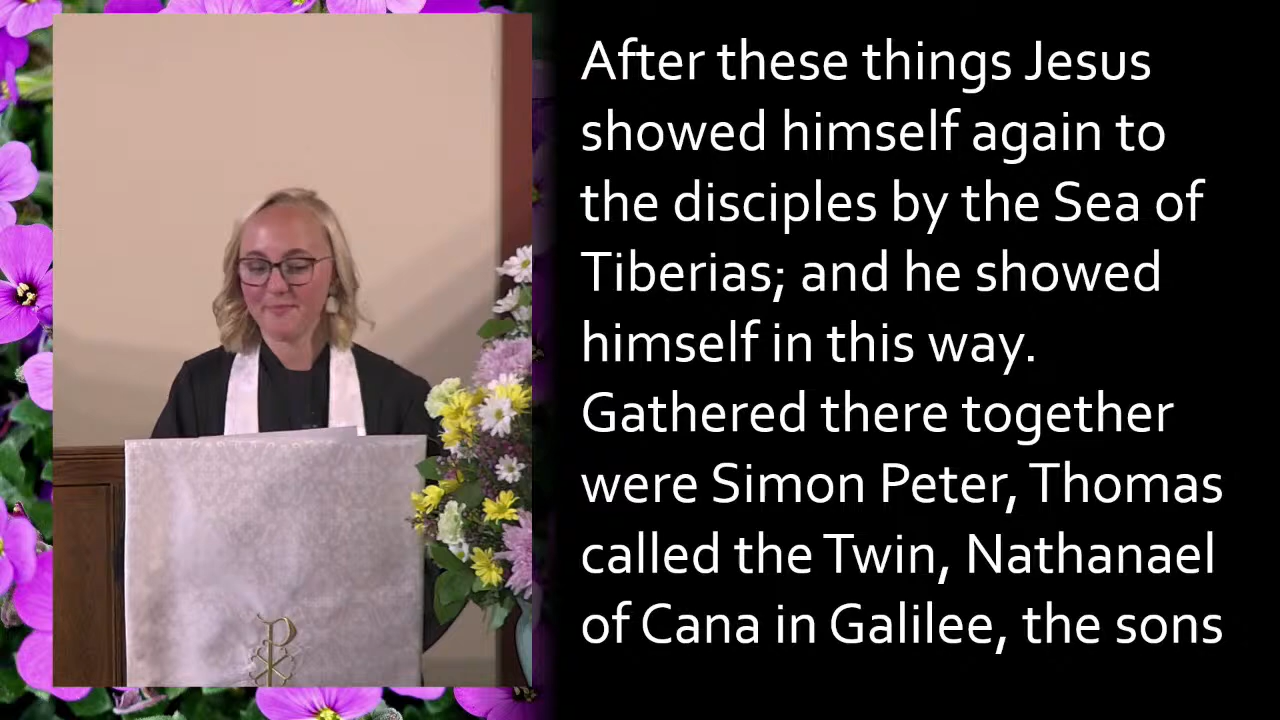 After these things Jesus
showed himself again to
the disciples by the Sea of
Tiberias; and he showed
himself in this way.
Gathered there together
were Simon Peter, Thomas
called the Twin, Nathanael
of Cana in Galilee, the sons